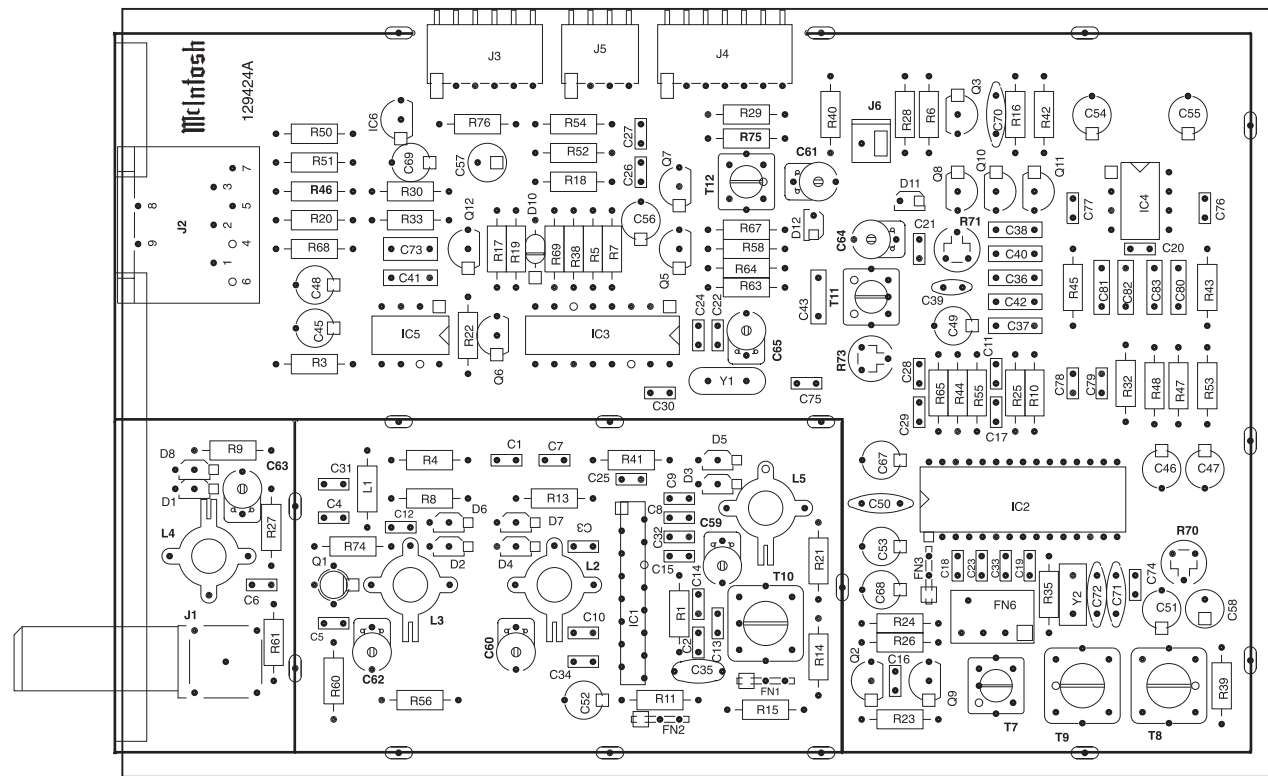 McIntosh
129424A
J3
J5
J4
J6
J2
8
9
7
3
5
2
4
1
6
R50
R51
R46
R20
R68
C48
C45
R3
IC6
C69
R30
R33
C73
C41
IC5
R76
C57
Q12
R22
Q6
R17
R19
D10
R69
R38
R5
R7
IC3
R54
R52
R18
C27
C26
C56
Q7
Q5
R29
R75
T12
C61
R67
R58
R64
R63
C24
C22
C65
Y1
C30
C75
C43
D12
D11
R40
R28
R6
Q3
C70
R16
R42
C54
C55
Q8
Q10
Q11
C64
C21
R71
T11
C39
C49
R73
C38
C40
C36
C42
C37
C77
IC4
C76
C20
R45
C81
C82
C83
C80
R43
C28
C29
R65
R44
R55
C11
C17
R25
R10
C78
C79
R32
R48
R47
R53
C67
C50
C53
C68
IC2
C46
C47
D8
D1
R9
C63
L4
R27
C6
R61
J1
C31
C4
L1
C12
R4
R8
R74
Q1
C5
R60
C62
L3
R56
D6
D2
C1
C7
R13
D7
D4
C3
L2
C60
C10
C34
C52
R41
C25
IC1
C9
C8
C32
C15
D5
D3
C59
L5
R1
C14
C2
C13
C35
T10
R21
R14
R11
FN2
FN1
R15
FN3
C18
C23
C33
C19
R35
Y2
C72
C71
C74
C51
R70
C58
R24
R26
FN6
Q2
C16
Q9
R23
T7
T9
T8
R39